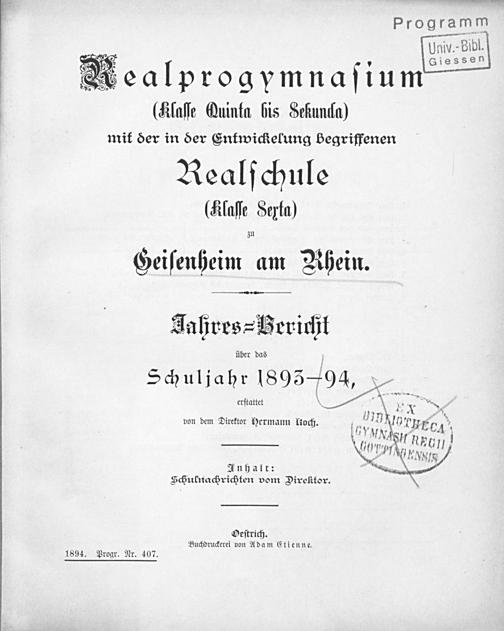 Programm
Univ.-Bibl.
Giessen
Realprogymnasium
(Klasse Quinta bis Sekunda)
mit der in der Entwickelung begriffenen
Realschule
(Klasse Sexta)
zu
Geisenheim am Rhein.
Jahres=Bericht
über das
Schuljahr 1893–94,
erstattet
von dem Direktor Hermann Koch.
EX
BIBLIOTHECA
GYMNASII REGII
GOTTINGENSIS
Inhalt:
Schulnachrichten vom Direktor.
Oestrich.
Buchdruckerei von Adam Etienne.
1894. Progr. Nr. 407.